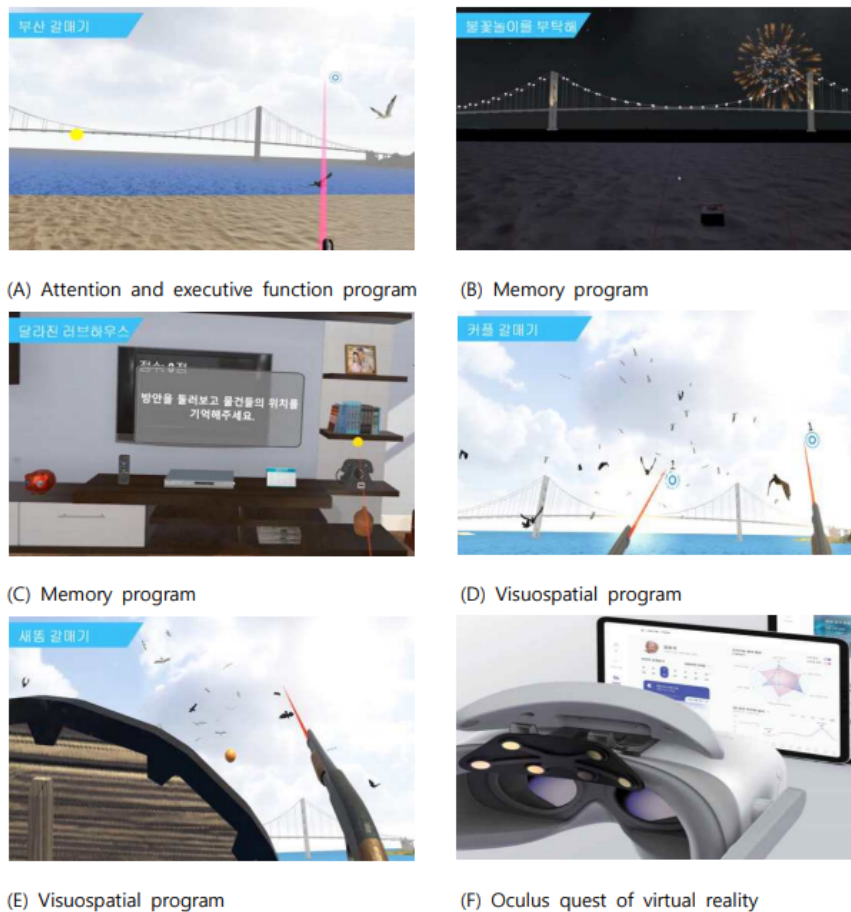 부산 갈매기
불꽃놀이를 부탁해
(A) Attention and executive function program
(B) Memory program
달라진 러브하우스
점수 0점
방안을 둘러보고 물건들의 위치를
기억해주세요.
커플 갈매기
(C) Memory program
(D) Visuospatial program
새똥 갈매기
(E) Visuospatial program
(F) Oculus quest of virtual reality